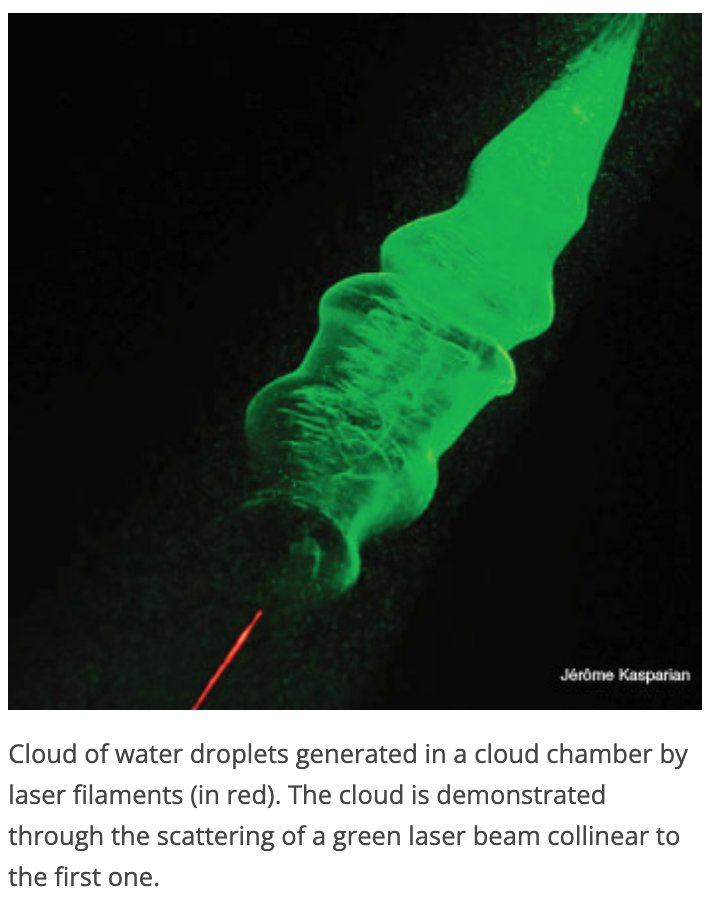 Jérôme Kasparian
Cloud of water droplets generated in a cloud chamber by
laser filaments (in red). The cloud is demonstrated
through the scattering of a green laser beam collinear to
the first one.